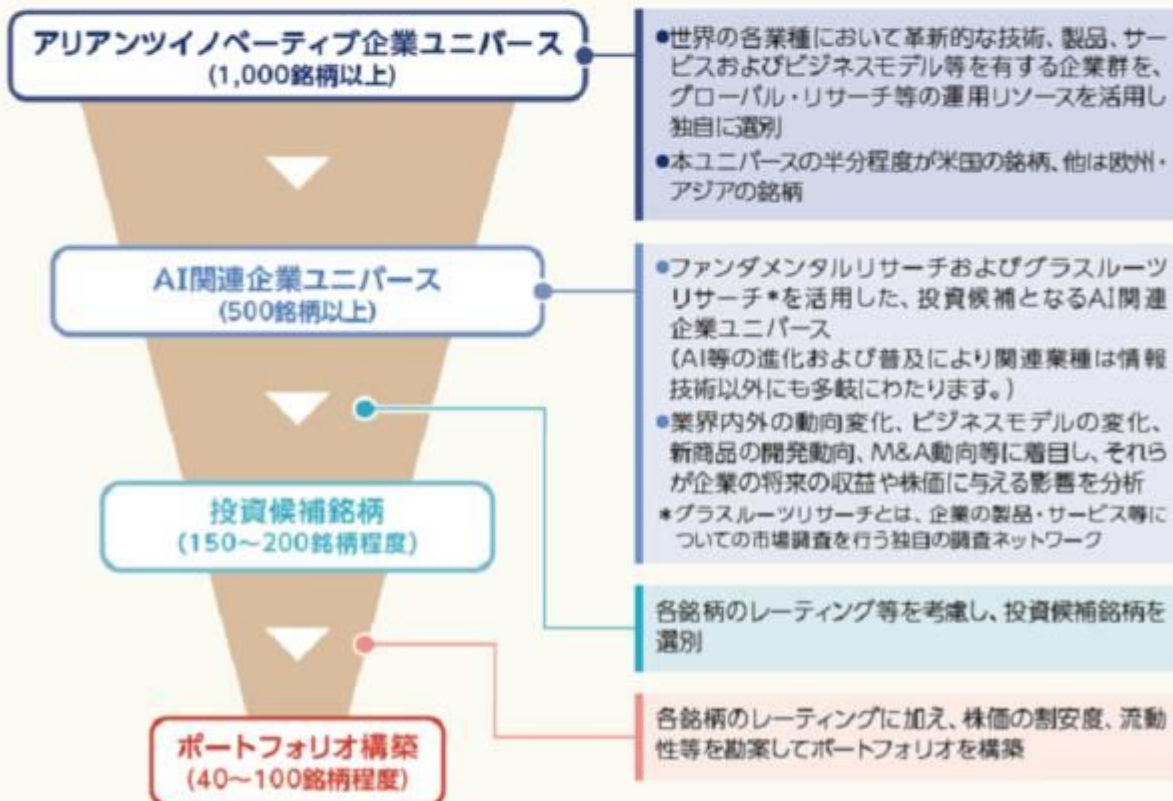 アリアンツイノベーティブ企業ユニバース
(1,000銘柄以上)
●世界の各業種において革新的な技術、製品、サー
ビスおよびビジネスモデル等を有する企業群を、
グローバル・リサーチ等の運用リソースを活用し
独自に選別
●本ユニバースの半分程度が米国の銘柄、他は欧州・
アジアの銘柄
AI関連企業ユニバース
(500銘柄以上)
●ファンダメンタルリサーチおよびグラスルーツ
リサーチ*を活用した、投資候補となるAI関連
企業ユニバース
(AI等の進化および普及により関連業種は情報
技術以外にも多岐にわたります。)
●業界内外の動向変化、ビジネスモデルの変化、
新商品の開発動向、M&A動向等に着目し、それら
が企業の将来の収益や株価に与える影響を分析
*グラスルーツリサーチとは、企業の製品・サービス等に
ついての市場調査を行う独自の調査ネットワーク
投資候補銘柄
(150～200銘柄程度)
各銘柄のレーティング等を考慮し、投資候補銘柄を
選別
ポートフォリオ構築
(40～100銘柄程度)
各銘柄のレーティングに加え、株価の割安度、流動
性等を勘案してポートフォリオを構築